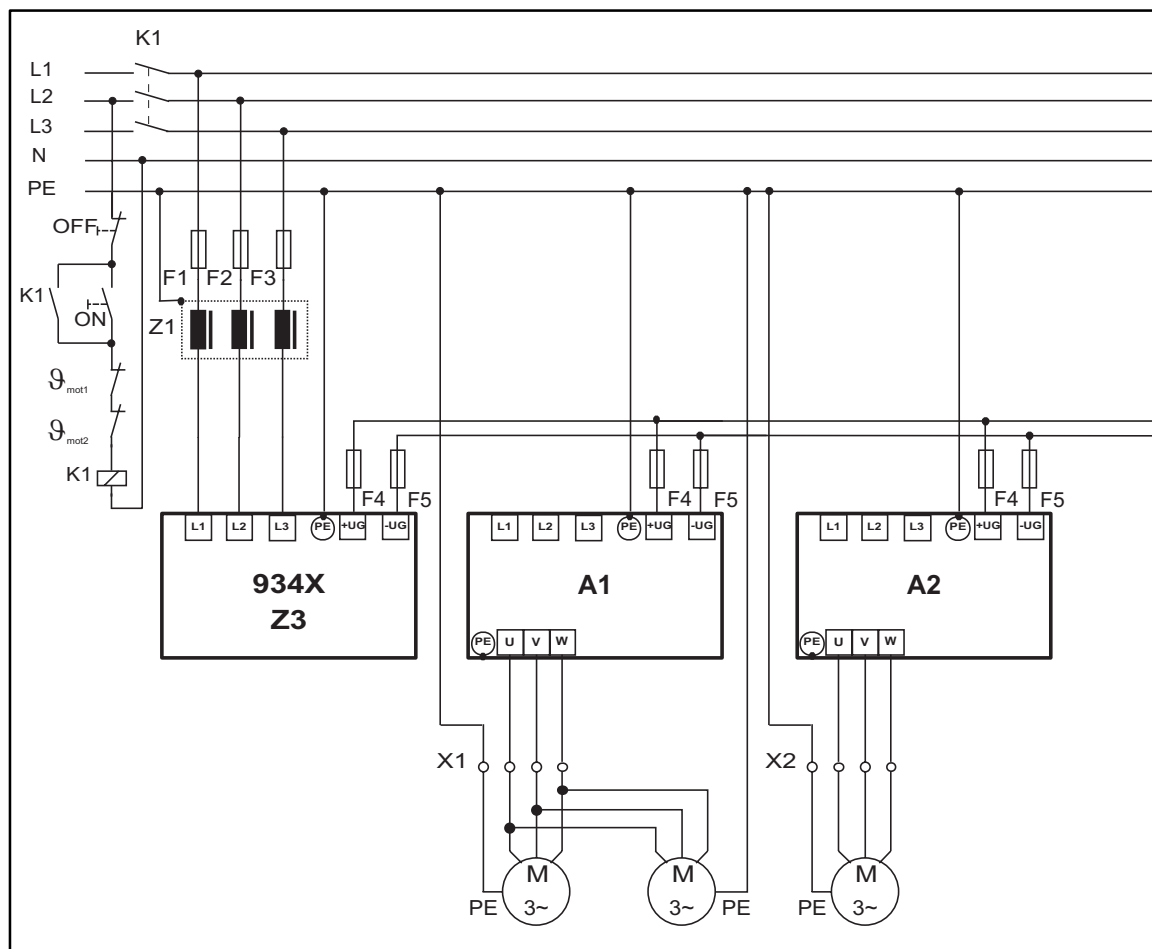 K1
L1
L2
L3
N
PE
OFF
F1 F2 F3
K1
ON
Z1
ϑmot1
ϑmot2
K1
F4 F5 F4 F5 F4 F5
L1 L2 L3 PE +UG -UG
L1 L2 L3 PE +UG -UG
L1 L2 L3 PE +UG -UG
934X
Z3
A1
A2
PE U V W
PE U V W
X1
X2
M
3~
M
3~
M
3~
PE
PE
PE